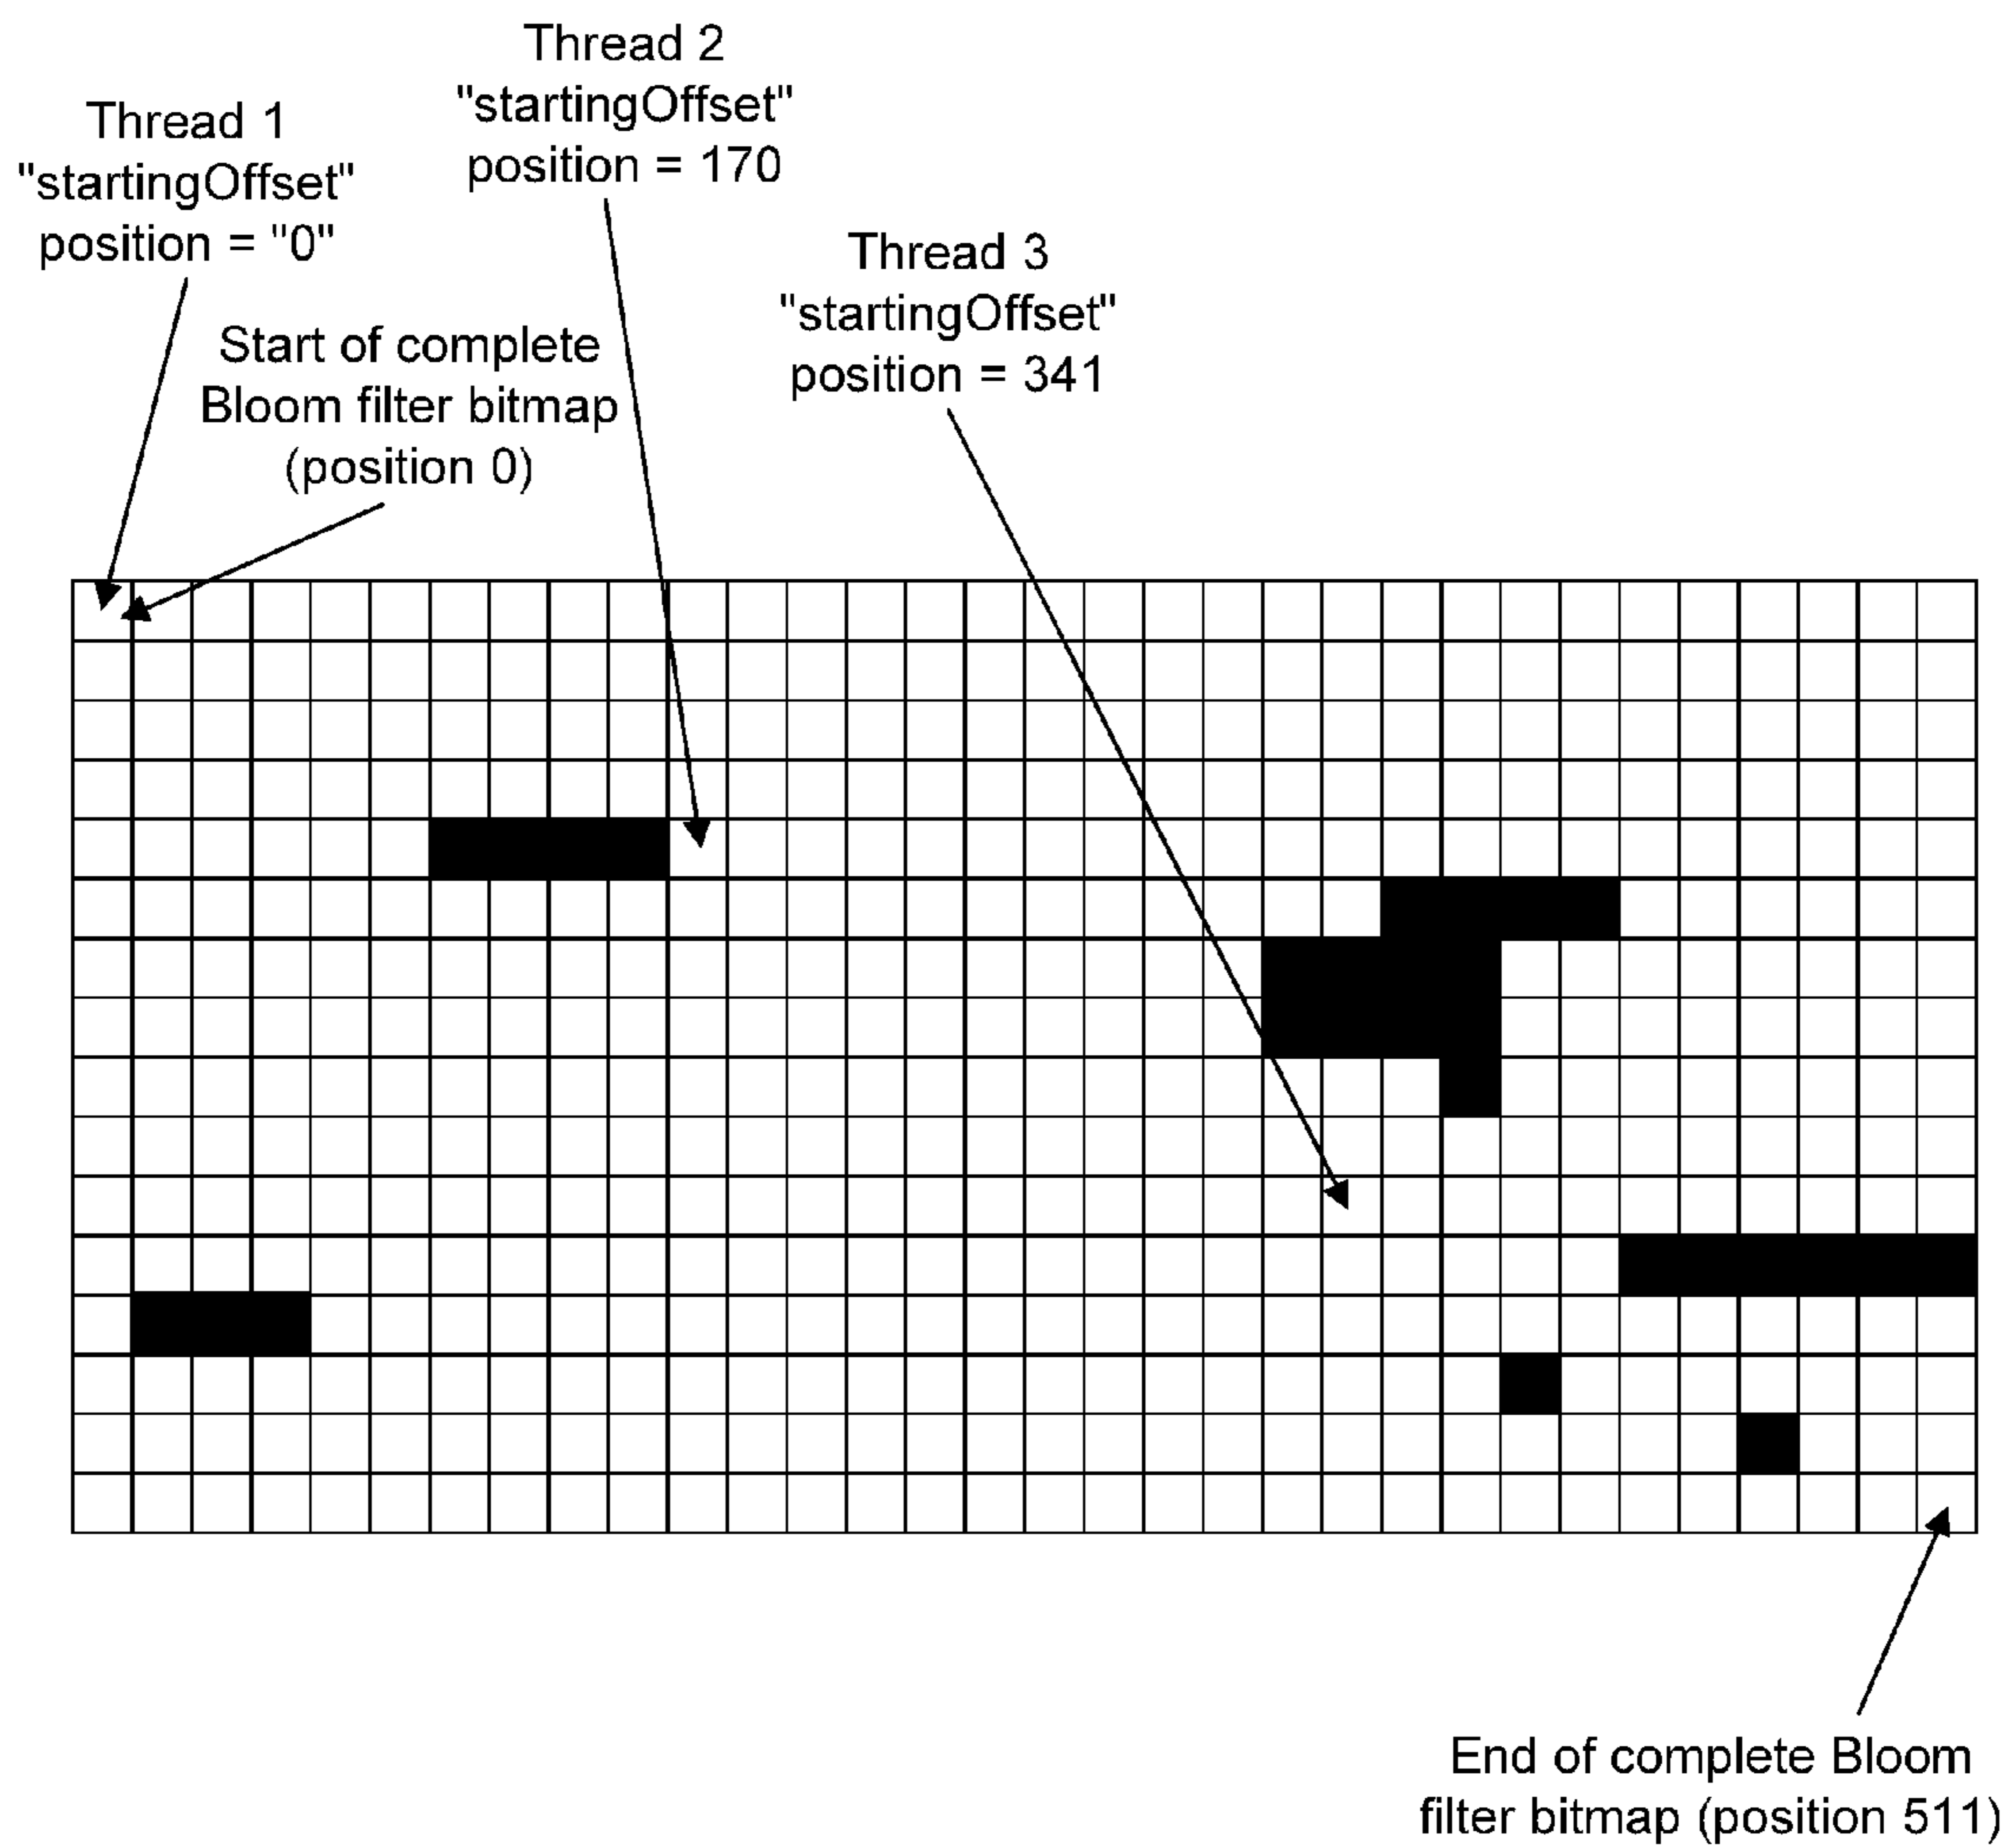 Thread 1
"startingOffset"
position = "0"
Thread 2
"startingOffset"
position = 170
Start of complete
Bloom filter bitmap
(position 0)
Thread 3
"startingOffset"
position = 341
End of complete Bloom
filter bitmap (position 511)